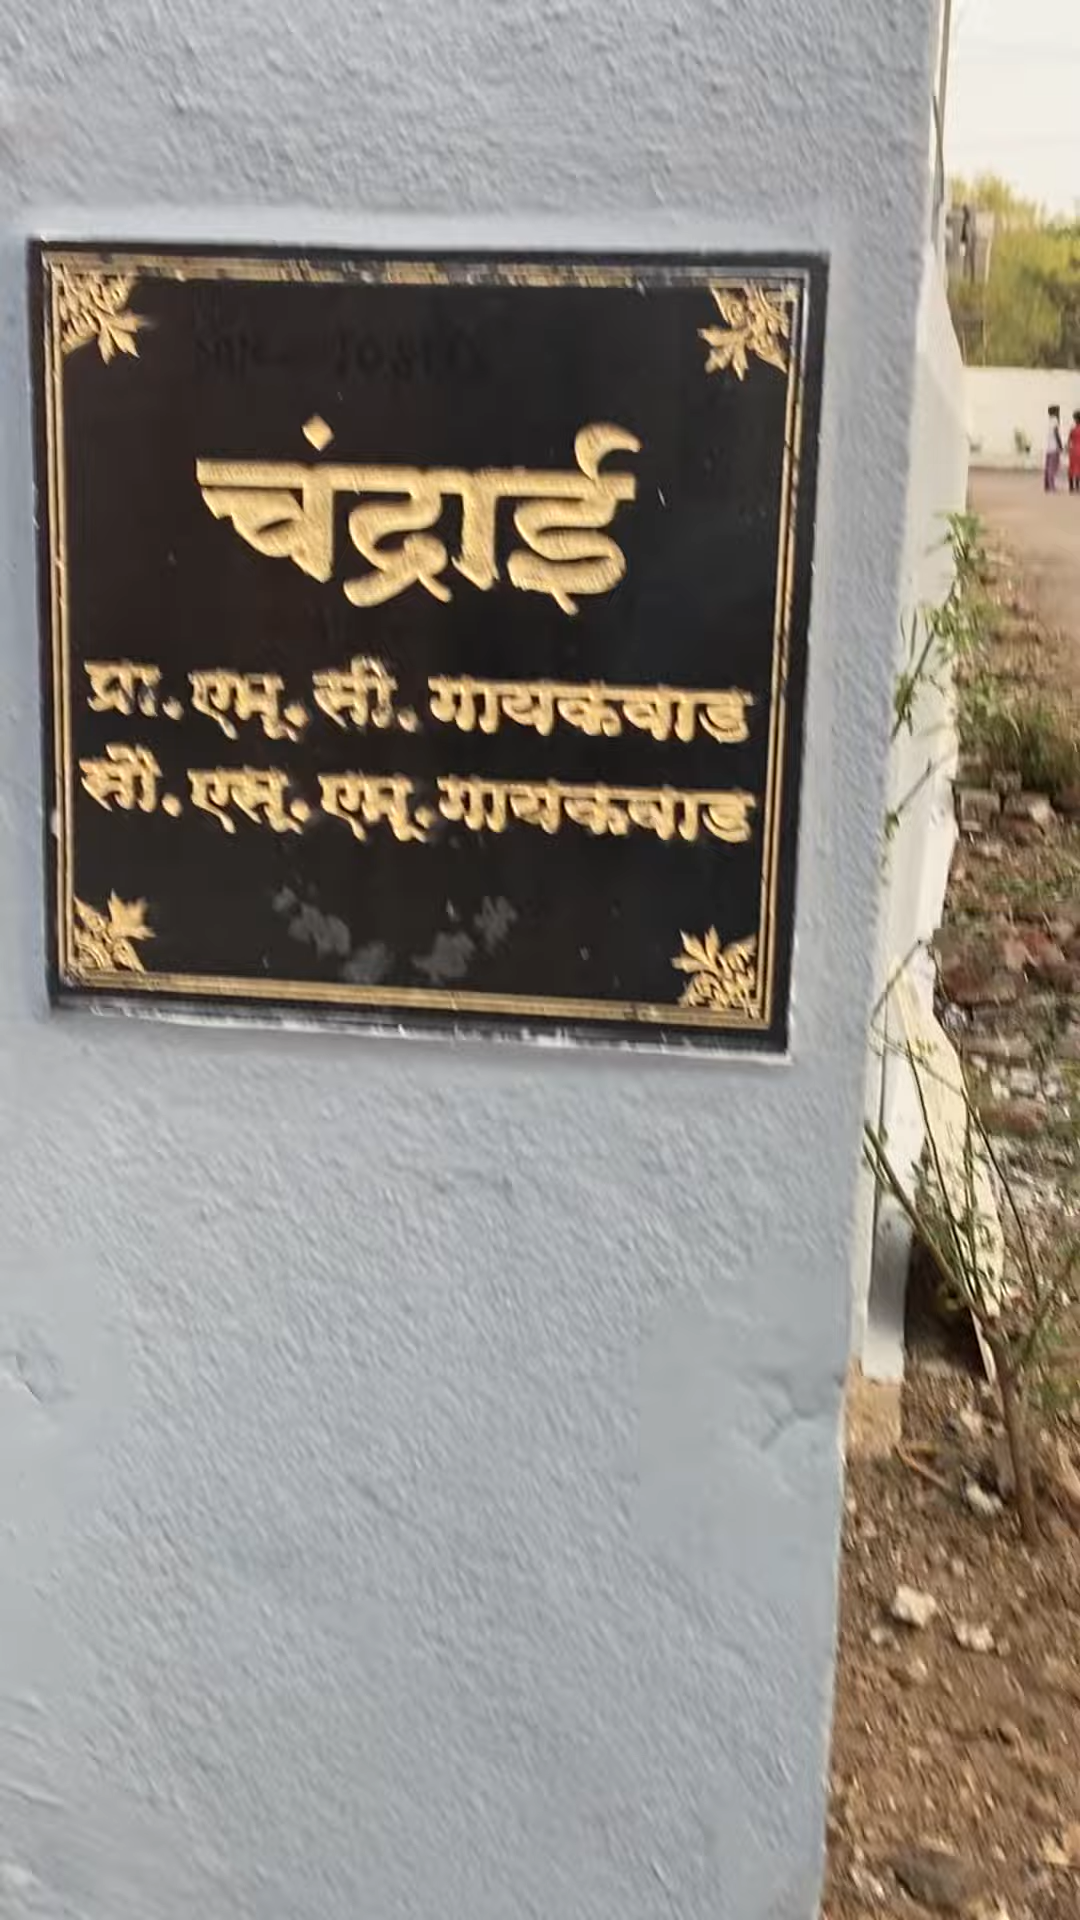 चंद्राई
प्रा. एम्. सी. गायकवाड
सौ. एस्. एम्. गायकवाड